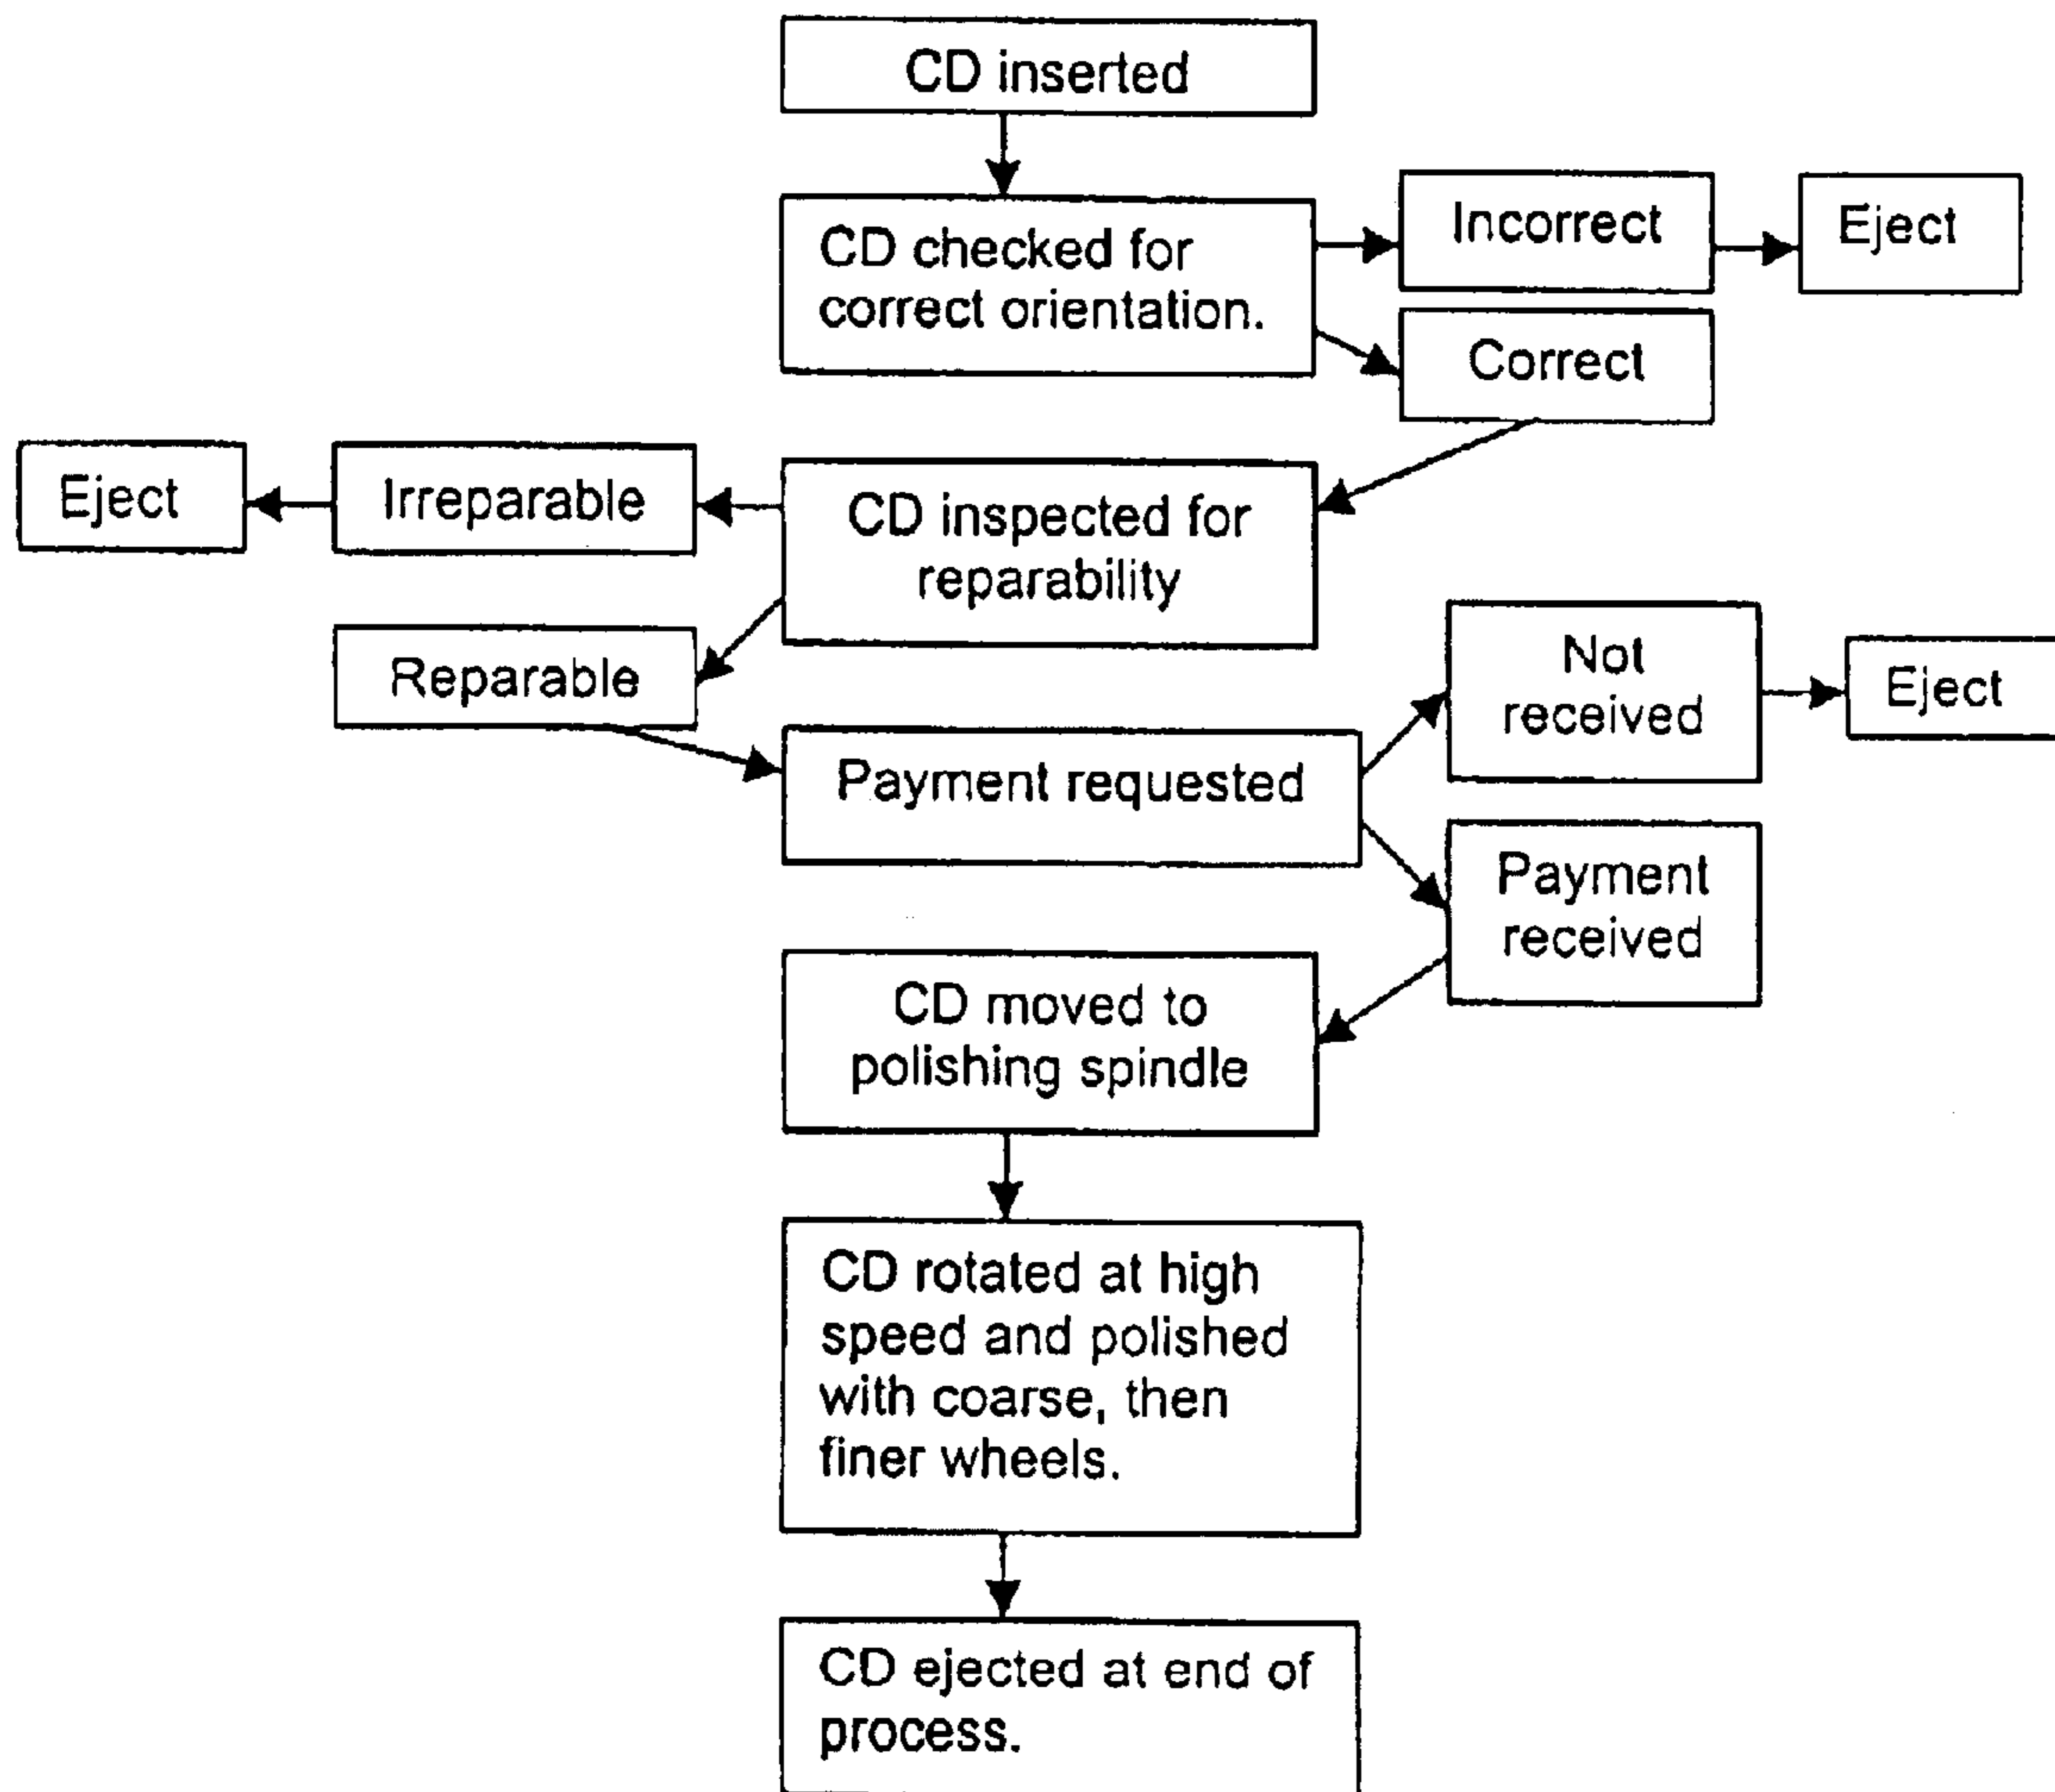 CD inserted
CD checked for
correct orientation.
Incorrect
Eject
Correct
CD inspected for
reparability
Irreparable
Eject
Reparable
Payment requested
Not
received
Eject
Payment
received
CD moved to
polishing spindle
CD rotated at high
speed and polished
with coarse, then
finer wheels.
CD ejected at end of
process.